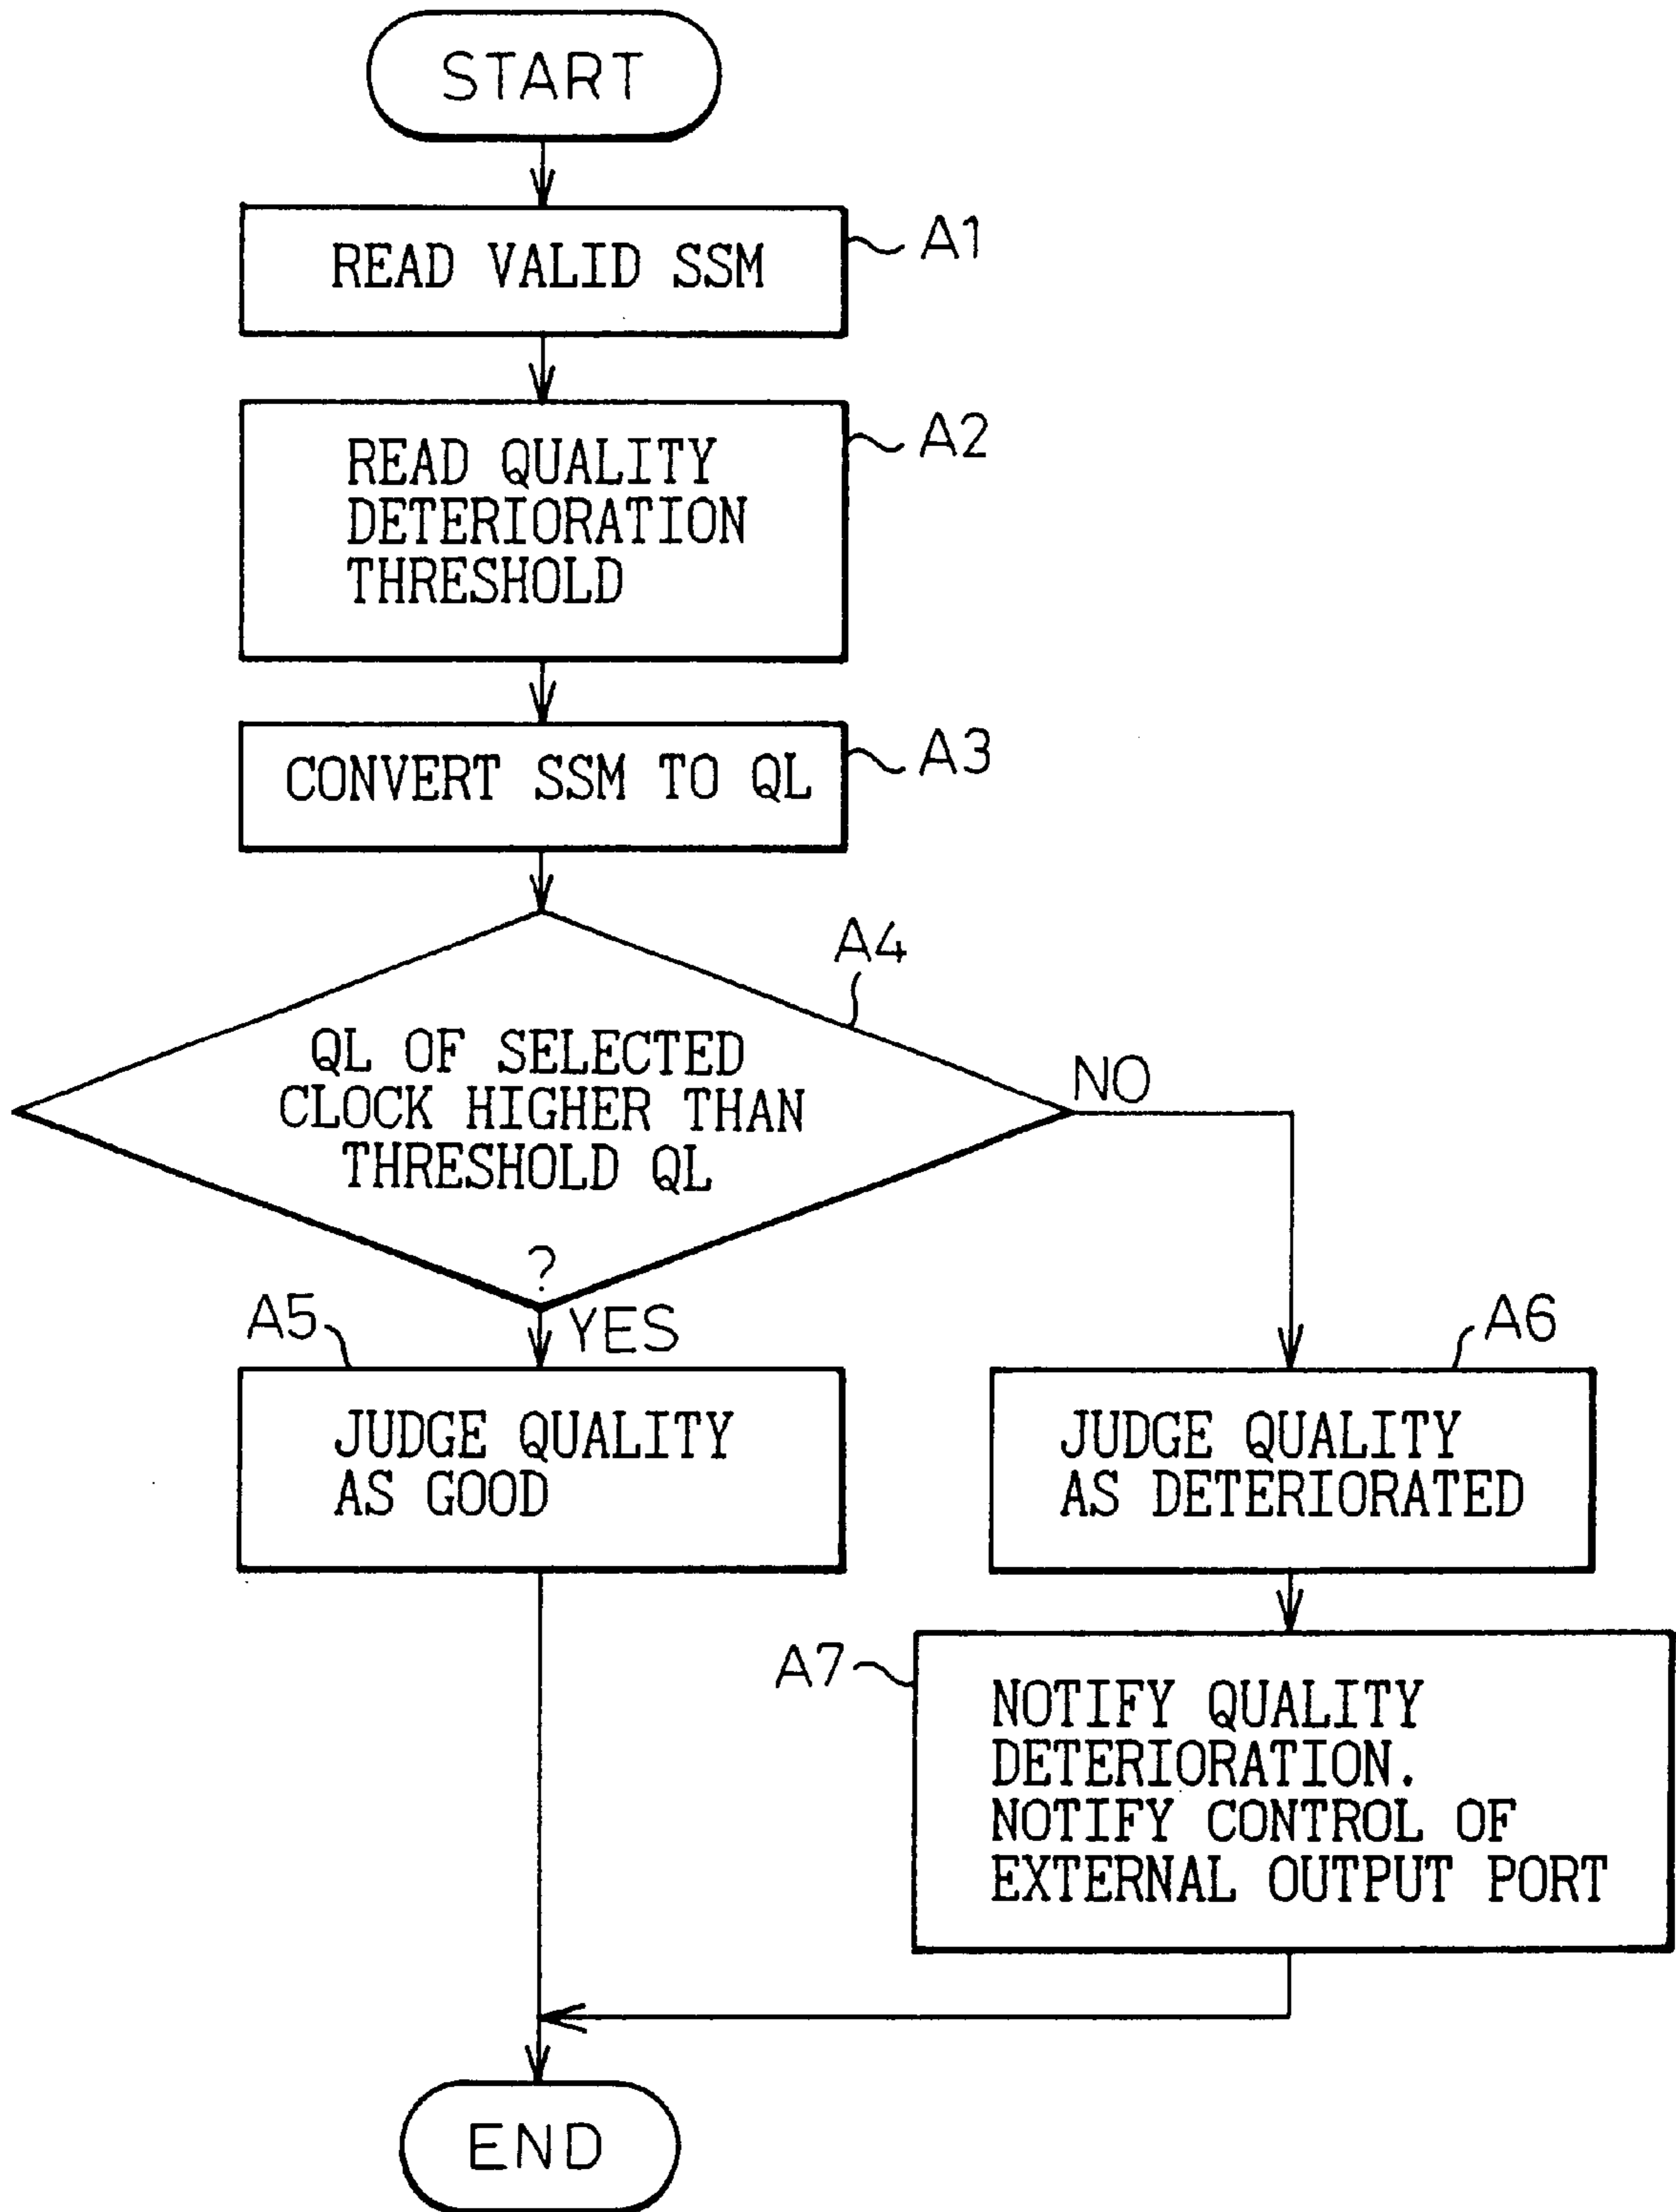 START
READ VALID SSM
A1
READ QUALITY
DETERIORATION
THRESHOLD
A2
CONVERT SSM TO QL
A3
A4
QL OF SELECTED
CLOCK HIGHER THAN
THRESHOLD QL
?
NO
YES
A5
JUDGE QUALITY
AS GOOD
A6
JUDGE QUALITY
AS DETERIORATED
A7
NOTIFY QUALITY
DETERIORATION.
NOTIFY CONTROL OF
EXTERNAL OUTPUT PORT
END